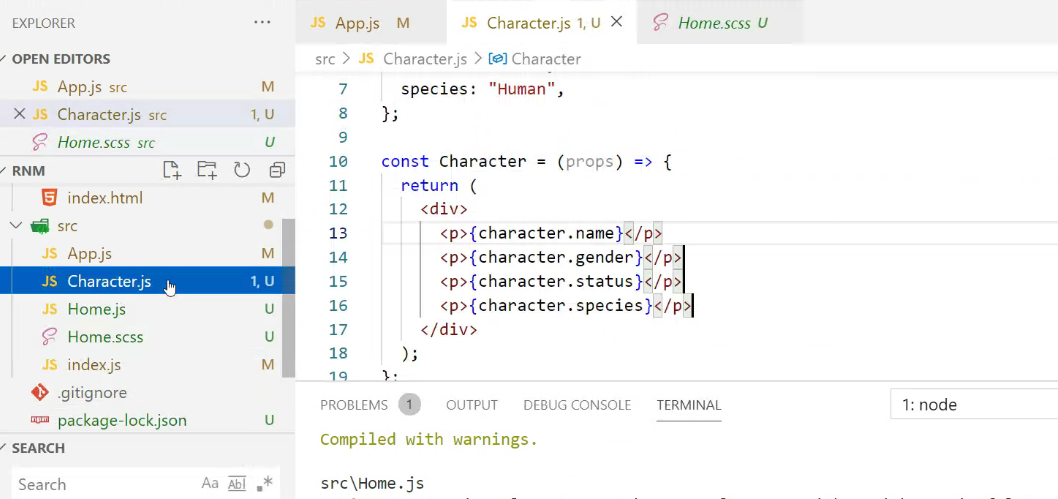 EXPLORER ...
OPEN EDITORS
JS App.js src M
JS Character.js src 1, U
Home.scss src U
RNM
index.html M
src
JS App.js M
JS Character.js 1, U
JS Home.js U
Home.scss U
JS index.js M
.gitignore
package-lock.json U
SEARCH
Search Aa Abl .*
JS App.js M
JS Character.js 1, U
Home.scss U
src > JS Character.js > Character
7 species: "Human",
8 };
9
10 const Character = (props) => {
11 return (
12 <div>
13 <p>{character.name}</p>
14 <p>{character.gender}</p>
15 <p>{character.status}</p>
16 <p>{character.species}</p>
17 </div>
18 );
19 };
PROBLEMS 1 OUTPUT DEBUG CONSOLE TERMINAL 1: node
Compiled with warnings.
src\Home.js